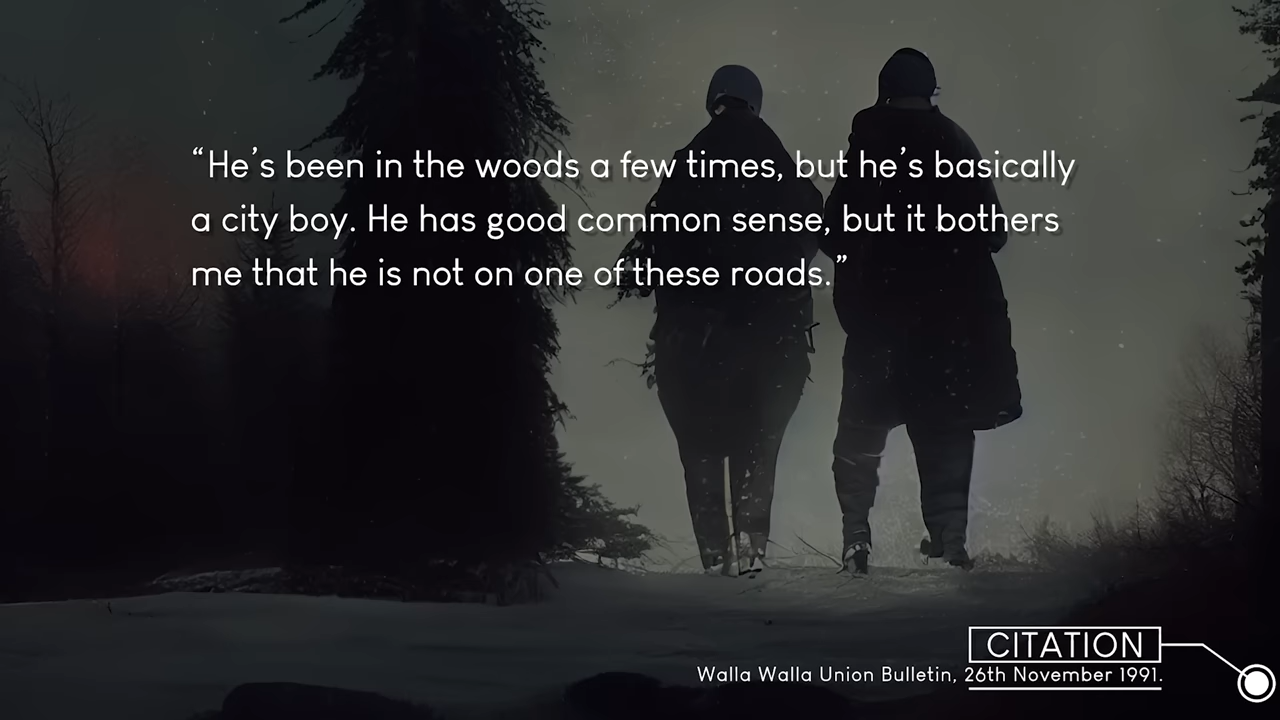 “He’s been in the woods a few times, but he’s basically
a city boy. He has good common sense, but it bothers
me that he is not on one of these roads.”
CITATION
Walla Walla Union Bulletin, 26th November 1991.